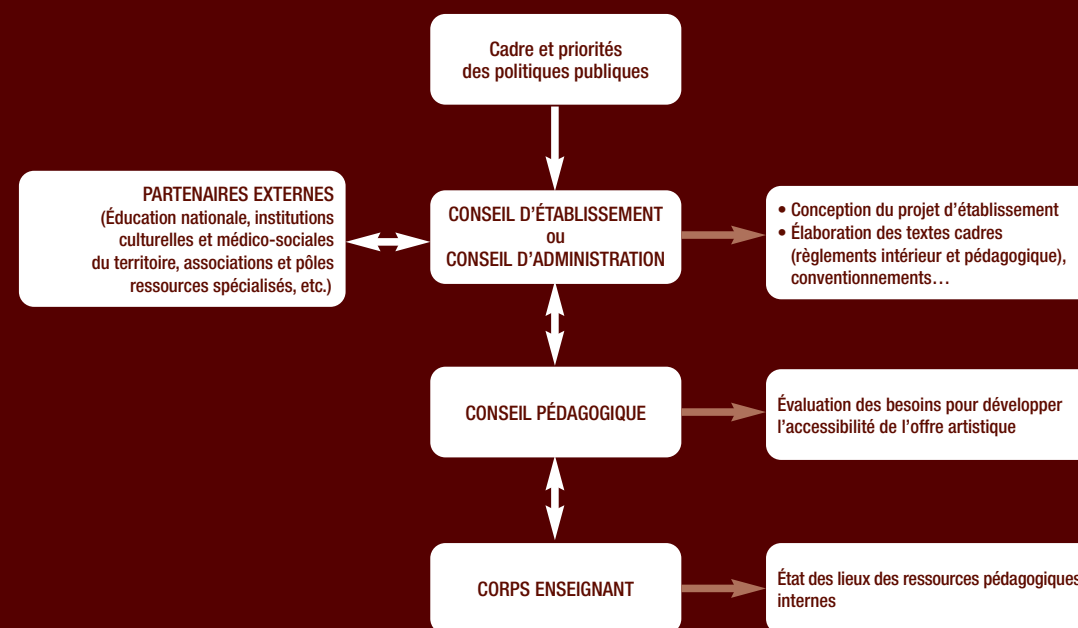 Cadre et priorités
des politiques publiques
PARTENAIRES EXTERNES
(Éducation nationale, institutions
culturelles et médico-sociales
du territoire, associations et pôles
ressources spécialisés, etc.)
CONSEIL D’ÉTABLISSEMENT
ou
CONSEIL D’ADMINISTRATION
• Conception du projet d’établissement
• Élaboration des textes cadres
(règlements intérieur et pédagogique),
conventionnements…
CONSEIL PÉDAGOGIQUE
Évaluation des besoins pour développer
l’accessibilité de l’offre artistique
CORPS ENSEIGNANT
État des lieux des ressources pédagogiques
internes